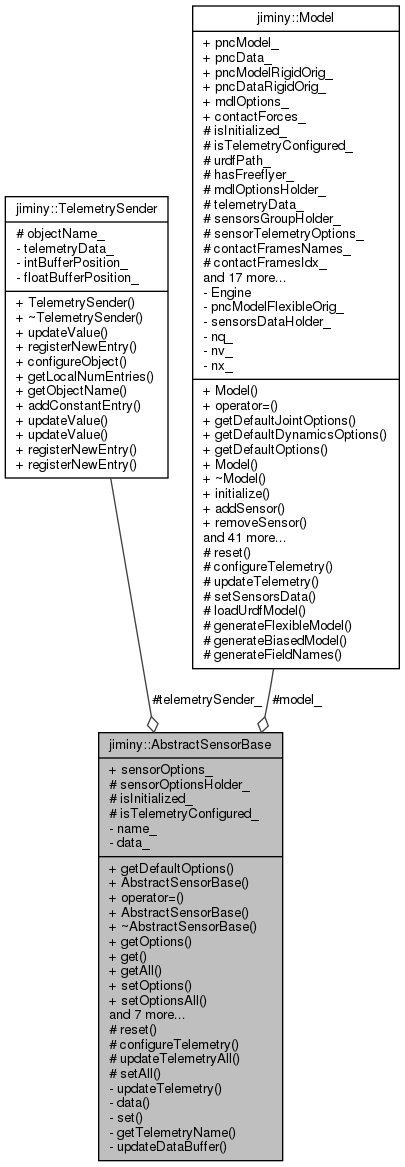 jiminy::Model
+ pncModel_
+ pncData_
+ pncModelRigidOrig_
+ pncDataRigidOrig_
+ mdlOptions_
+ contactForces_
# isInitialized_
# isTelemetryConfigured_
# urdfPath_
# hasFreeflyer_
# mdlOptionsHolder_
# telemetryData_
# sensorsGroupHolder_
# sensorTelemetryOptions_
# contactFramesNames_
# contactFramesIdx_
and 17 more...
- Engine
- pncModelFlexibleOrig_
- sensorsDataHolder_
- nq_
- nv_
- nx_
+ Model()
+ operator=()
+ getDefaultJointOptions()
+ getDefaultDynamicsOptions()
+ getDefaultOptions()
+ Model()
+ ~Model()
+ initialize()
+ addSensor()
+ removeSensor()
and 41 more...
# reset()
# configureTelemetry()
# updateTelemetry()
# setSensorsData()
# loadUrdfModel()
# generateFlexibleModel()
# generateBiasedModel()
# generateFieldNames()
jiminy::TelemetrySender
# objectName_
- telemetryData_
- intBufferPosition_
- floatBufferPosition_
+ TelemetrySender()
+ ~TelemetrySender()
+ updateValue()
+ registerNewEntry()
+ configureObject()
+ getLocalNumEntries()
+ getObjectName()
+ addConstantEntry()
+ updateValue()
+ updateValue()
+ registerNewEntry()
+ registerNewEntry()
#telemetrySender_
#model_
jiminy::AbstractSensorBase
+ sensorOptions_
# sensorOptionsHolder_
# isInitialized_
# isTelemetryConfigured_
- name_
- data_
+ getDefaultOptions()
+ AbstractSensorBase()
+ operator=()
+ AbstractSensorBase()
+ ~AbstractSensorBase()
+ getOptions()
+ get()
+ getAll()
+ setOptions()
+ setOptionsAll()
and 7 more...
# reset()
# configureTelemetry()
# updateTelemetryAll()
# setAll()
- updateTelemetry()
- data()
- set()
- getTelemetryName()
- updateDataBuffer()